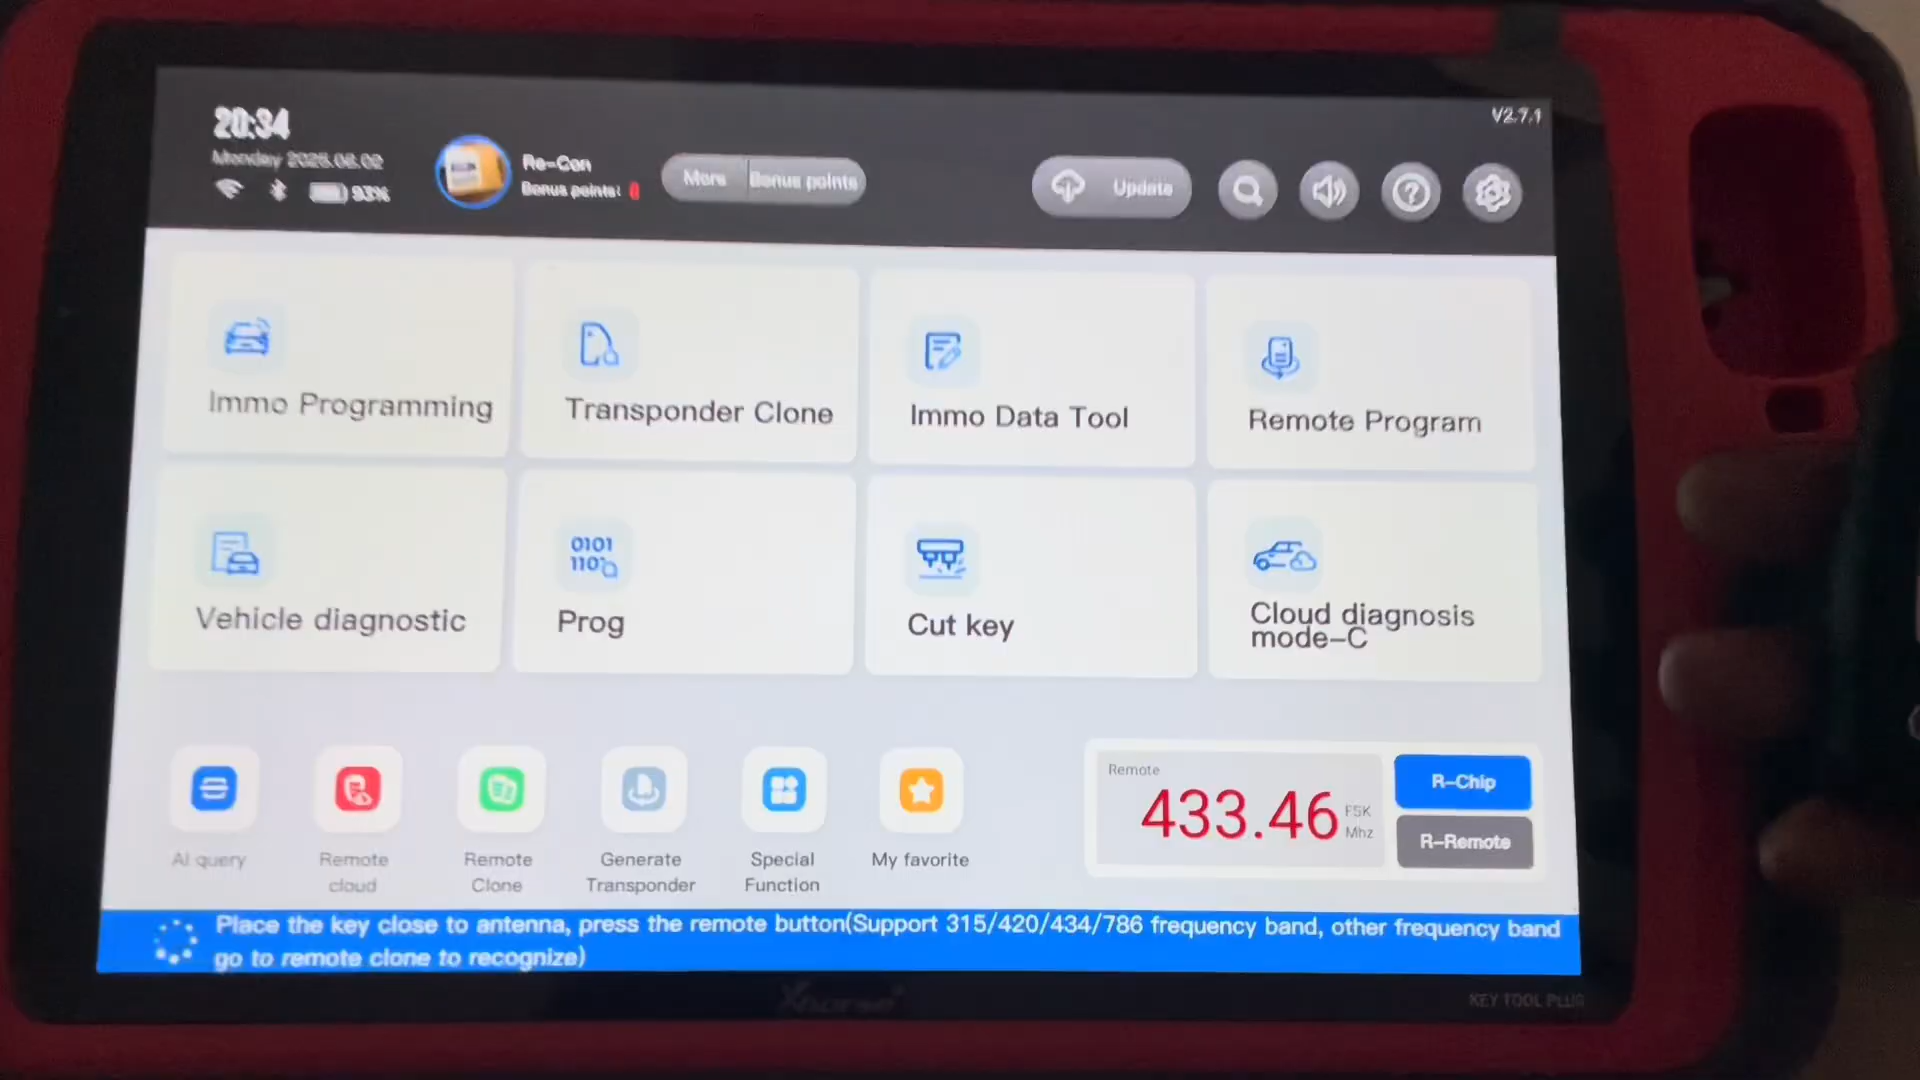 20:34
V2.7.1
Monday 2025.06.02
93%
Re-Con
Bonus points:
More
Bonus points
Update
Immo Programming
Transponder Clone
Immo Data Tool
Remote Program
Vehicle diagnostic
0101
110
Prog
Cut key
Cloud diagnosis
mode-C
Remote
433.46
FSK
Mhz
R-Chip
R-Remote
AI query
Remote
cloud
Remote
Clone
Generate
Transponder
Special
Function
My favorite
Place the key close to antenna, press the remote button(Support 315/420/434/786 frequency band, other frequency band
go to remote clone to recognize)
Xhorse
KEY TOOL PLUS